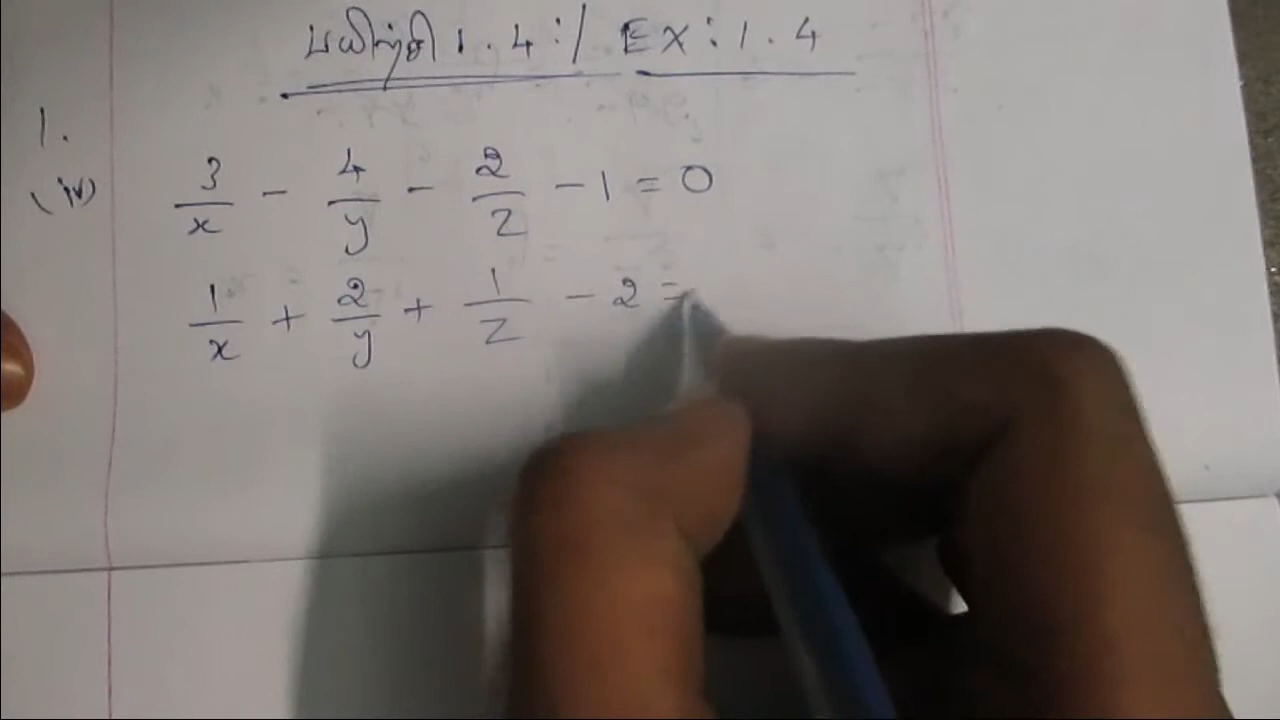 பயிற்சி 1.4:/ Ex: 1.4
1.
(iv) 3/x - 4/y - 2/z - 1 = 0
1/x + 2/y + 1/z - 2 =